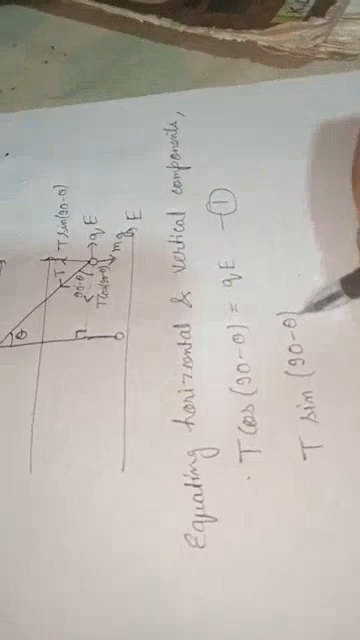 θ
T
T sin(90-θ)
90-θ
qE
T cos(90-θ)
mg
E
Equating horizontal & vertical components,
T cos (90-θ) = qE —①
T sin (90-θ)